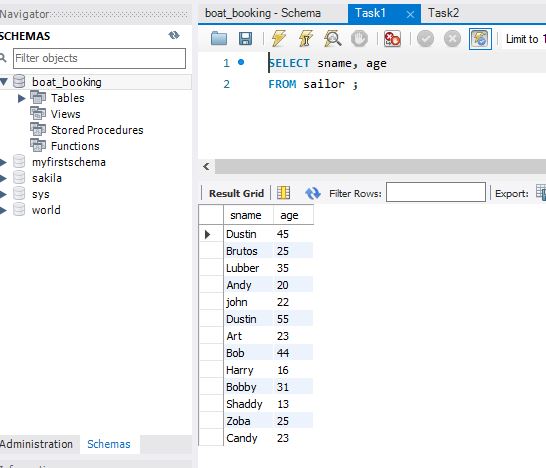 Navigator
SCHEMAS
Filter objects
boat_booking
Tables
Views
Stored Procedures
Functions
myfirstschema
sakila
sys
world
Administration Schemas
boat_booking - Schema Task1 Task2
Limit to 1
1 SELECT sname, age
2 FROM sailor ;
Result Grid Filter Rows: Export:
sname age
Dustin 45
Brutos 25
Lubber 35
Andy 20
john 22
Dustin 55
Art 23
Bob 44
Harry 16
Bobby 31
Shaddy 13
Zoba 25
Candy 23